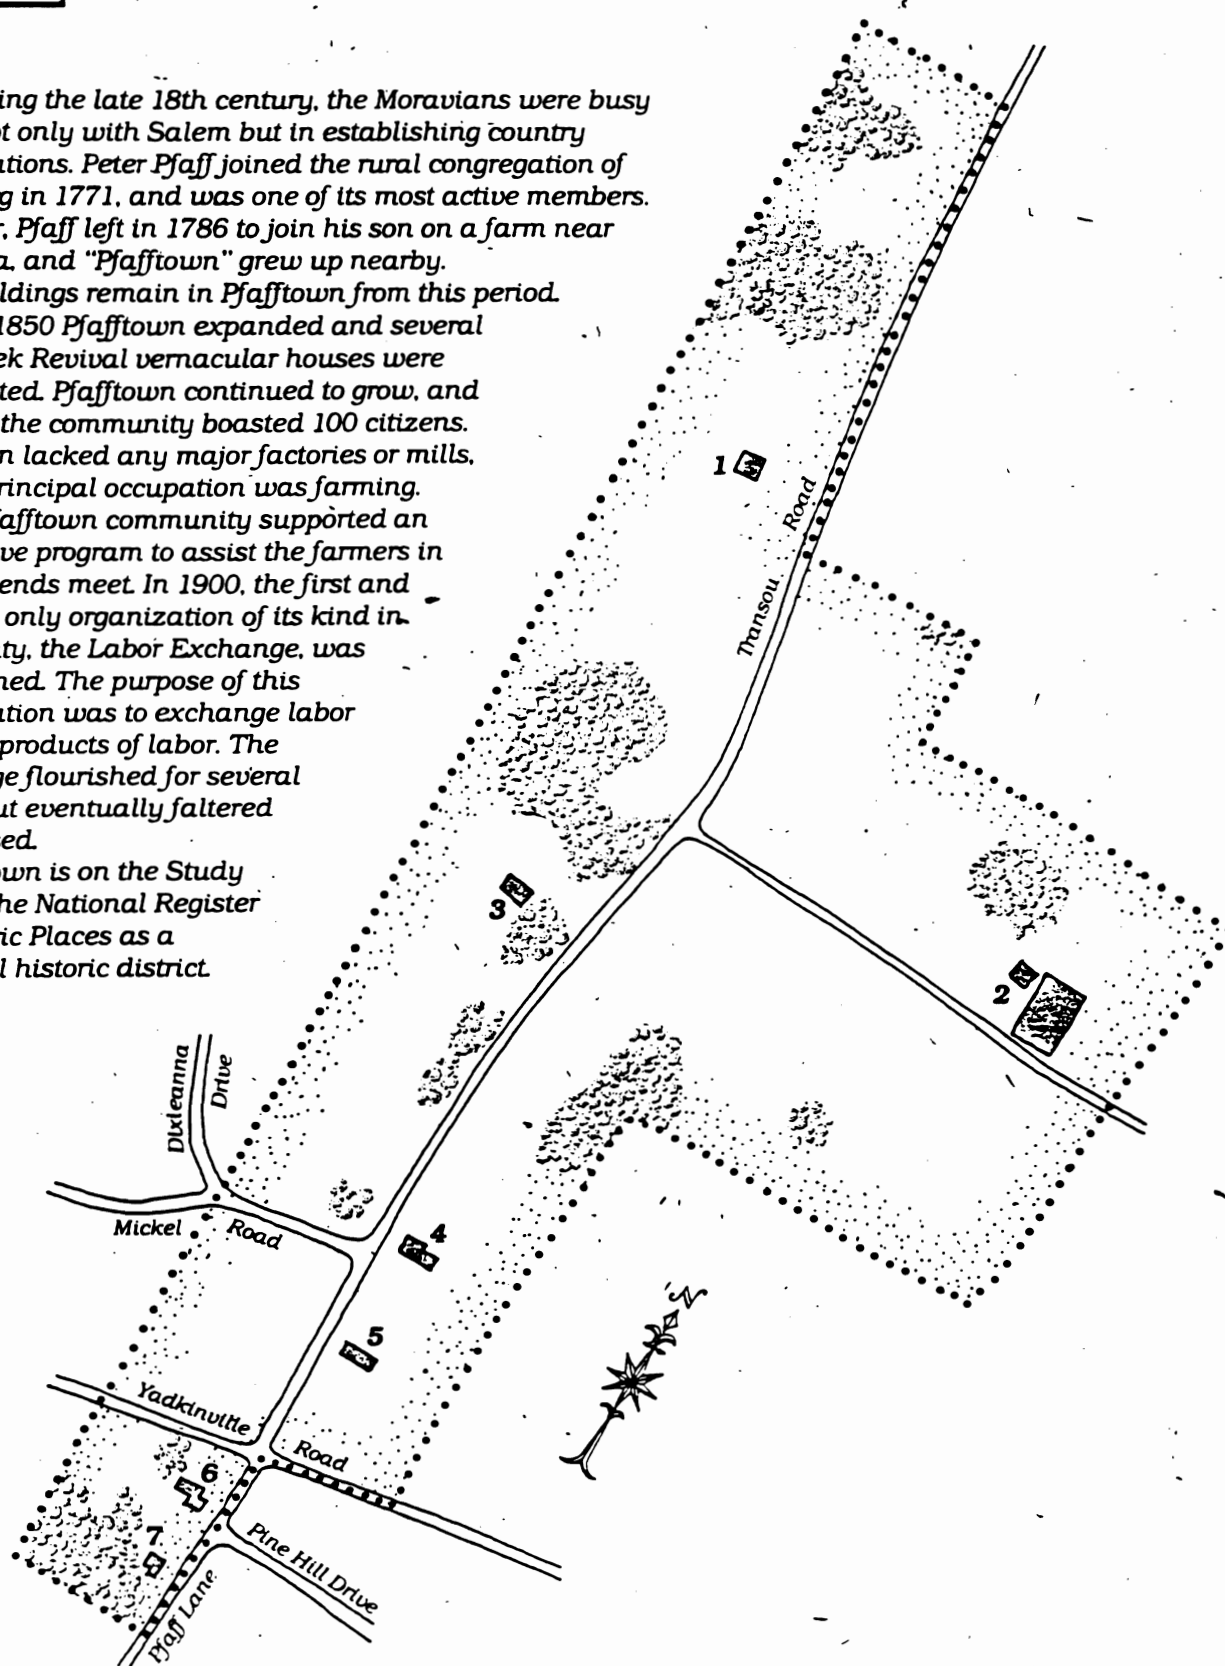 ing the late 18th century, the Moravians were busy
t only with Salem but in establishing country
ations. Peter Pfaff joined the rural congregation of
g in 1771, and was one of its most active members.
r, Pfaff left in 1786 to join his son on a farm near
a, and “Pfafftown” grew up nearby.
ldings remain in Pfafftown from this period.
1850 Pfafftown expanded and several
ek Revival vernacular houses were
ted. Pfafftown continued to grow, and
the community boasted 100 citizens.
n lacked any major factories or mills,
rincipal occupation was farming.
afftown community supported an
ve program to assist the farmers in
ends meet. In 1900, the first and
only organization of its kind in
ty, the Labor Exchange, was
ned. The purpose of this
ation was to exchange labor
products of labor. The
ge flourished for several
ut eventually faltered
sed.
own is on the Study
he National Register
ic Places as a
l historic district.
1
Transou Road
3
2
Dixieanna Drive
Mickel Road
4
5
N
Yadkinville Road
6
7
Pine Hill Drive
Pfaff Lane